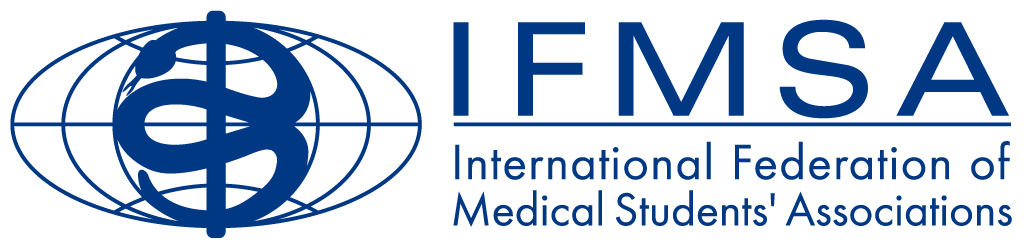 IFMSA
International Federation of
Medical Students' Associations